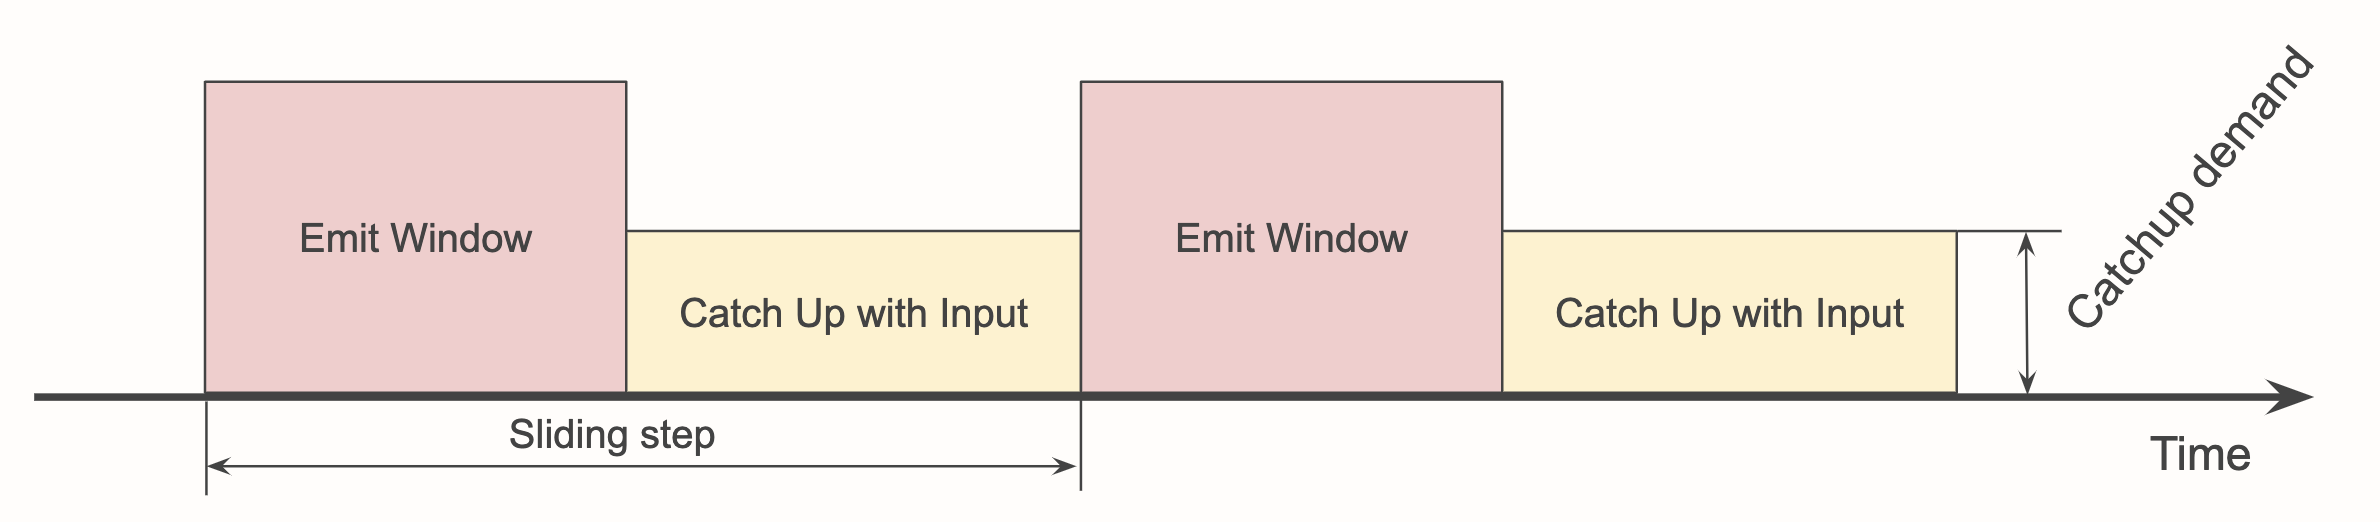 Emit Window
Catch Up with Input
Emit Window
Catch Up with Input
Catchup demand
Sliding step
Time